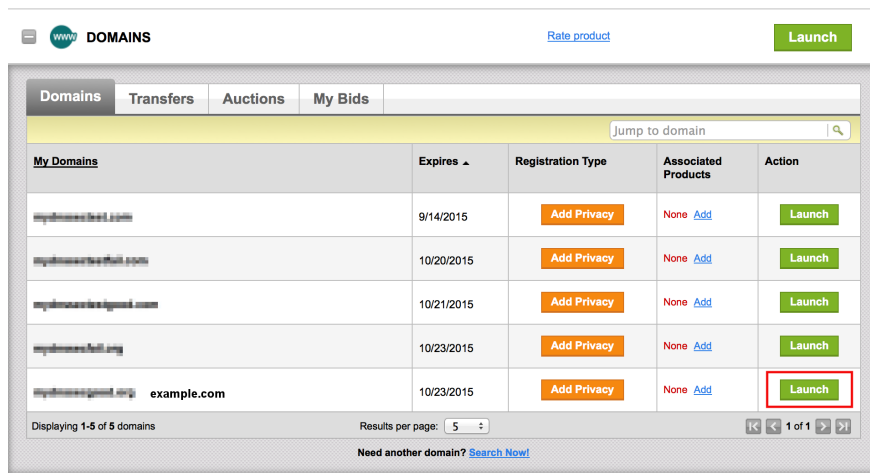 www DOMAINS Rate product Launch
Domains Transfers Auctions My Bids
Jump to domain
My Domains Expires Registration Type Associated Products Action
9/14/2015 Add Privacy None Add Launch
10/20/2015 Add Privacy None Add Launch
10/21/2015 Add Privacy None Add Launch
10/23/2015 Add Privacy None Add Launch
example.com 10/23/2015 Add Privacy None Add Launch
Displaying 1-5 of 5 domains Results per page: 5 1 of 1
Need another domain? Search Now!